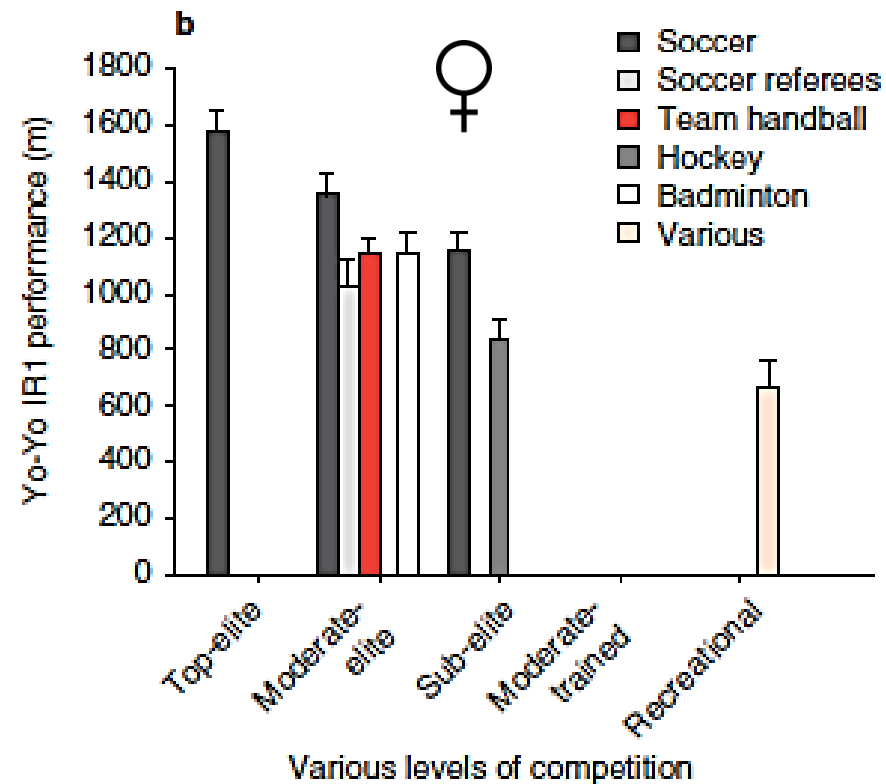 b
Soccer
Soccer referees
Team handball
Hockey
Badminton
Various
Yo-Yo IR1 performance (m)
1800
1600
1400
1200
1000
800
600
400
200
0
Top-elite
Moderate-
elite
Sub-elite
Moderate-
trained
Recreational
Various levels of competition